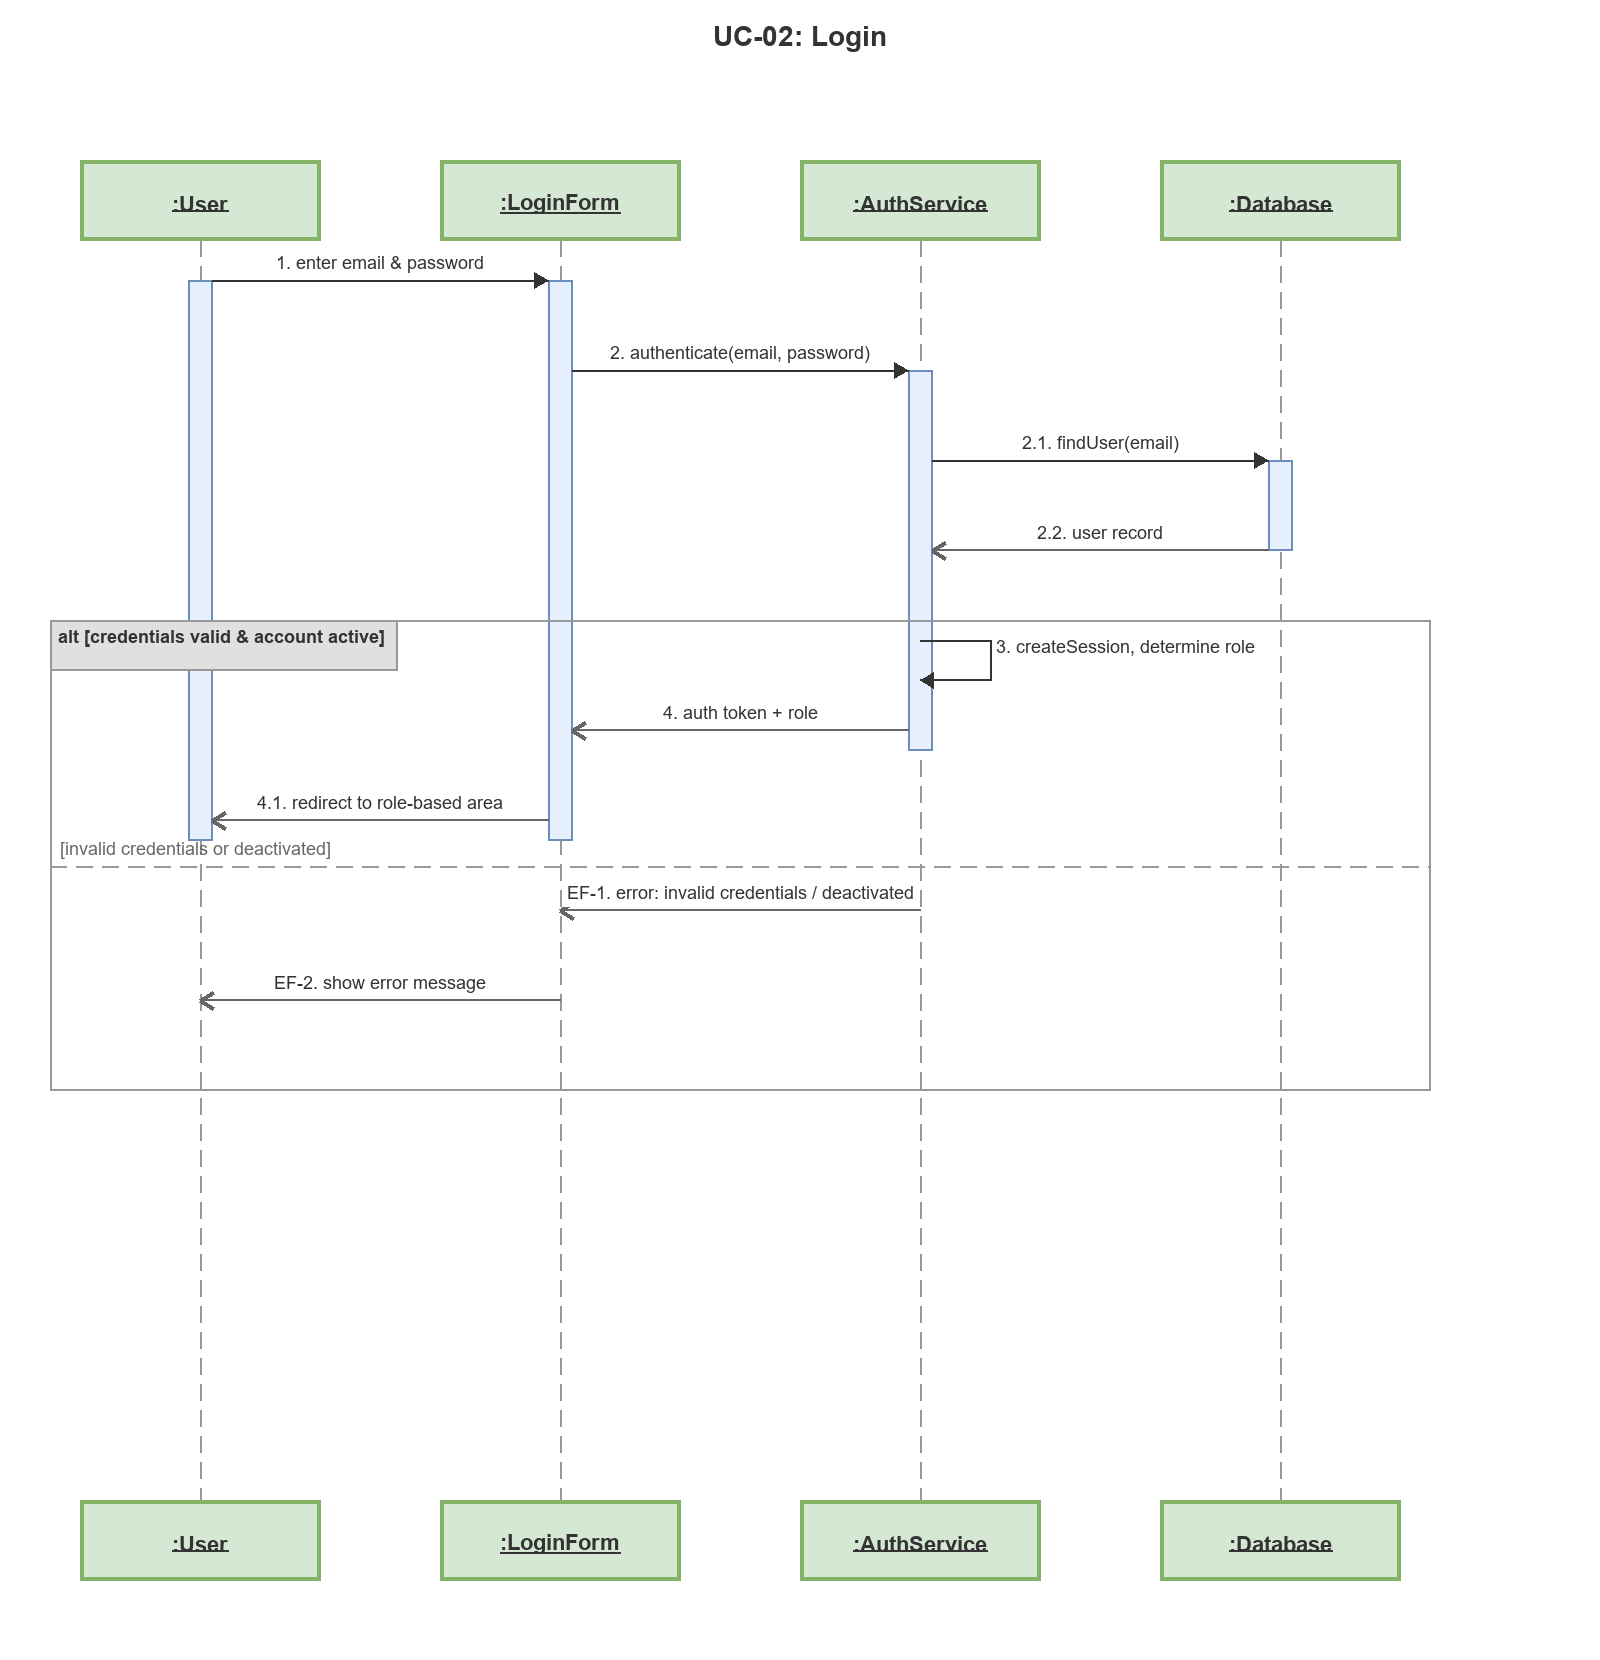 UC-02: Login
:User
:LoginForm
:AuthService
:Database
1. enter email & password
2. authenticate(email, password)
2.1. findUser(email)
2.2. user record
alt [credentials valid & account active]
3. createSession, determine role
4. auth token + role
4.1. redirect to role-based area
[invalid credentials or deactivated]
EF-1. error: invalid credentials / deactivated
EF-2. show error message
:User
:LoginForm
:AuthService
:Database